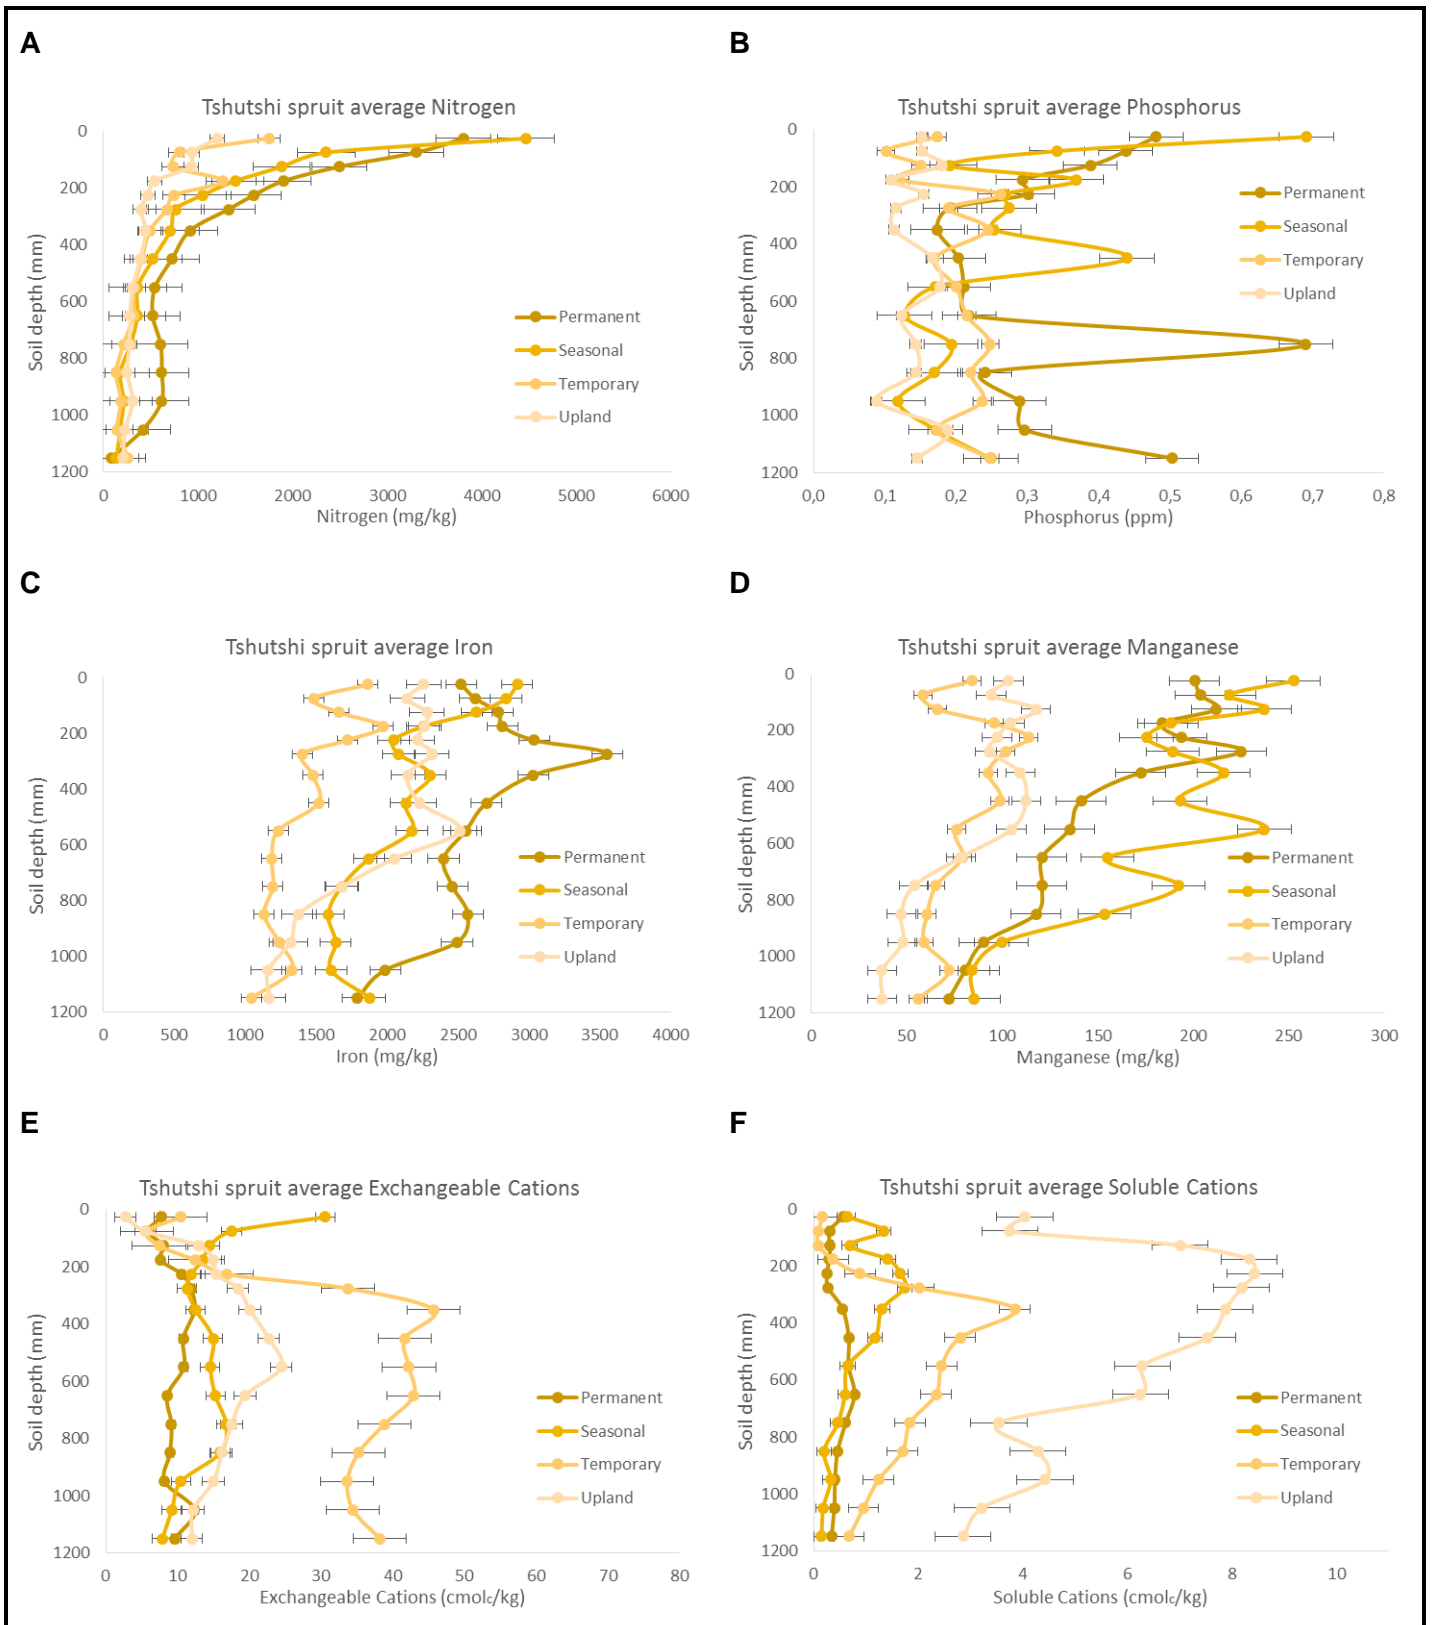 A
B
Tshutshi spruit average Nitrogen
0
200
400
600
800
1000
1200
Soil depth (mm)
Permanent
Seasonal
Temporary
Upland
0 1000 2000 3000 4000 5000 6000
Nitrogen (mg/kg)
Tshutshi spruit average Phosphorus
0
200
400
600
800
1000
1200
Soil depth (mm)
Permanent
Seasonal
Temporary
Upland
0,0 0,1 0,2 0,3 0,4 0,5 0,6 0,7 0,8
Phosphorus (ppm)
C
D
Tshutshi spruit average Iron
0
200
400
600
800
1000
1200
Soil depth (mm)
Permanent
Seasonal
Temporary
Upland
0 500 1000 1500 2000 2500 3000 3500 4000
Iron (mg/kg)
Tshutshi spruit average Manganese
0
200
400
600
800
1000
1200
Soil depth (mm)
Permanent
Seasonal
Temporary
Upland
0 50 100 150 200 250 300
Manganese (mg/kg)
E
F
Tshutshi spruit average Exchangeable Cations
0
200
400
600
800
1000
1200
Soil depth (mm)
Permanent
Seasonal
Temporary
Upland
0 10 20 30 40 50 60 70 80
Exchangeable Cations (cmolc/kg)
Tshutshi spruit average Soluble Cations
0
200
400
600
800
1000
1200
Soil depth (mm)
Permanent
Seasonal
Temporary
Upland
0 2 4 6 8 10
Soluble Cations (cmolc/kg)